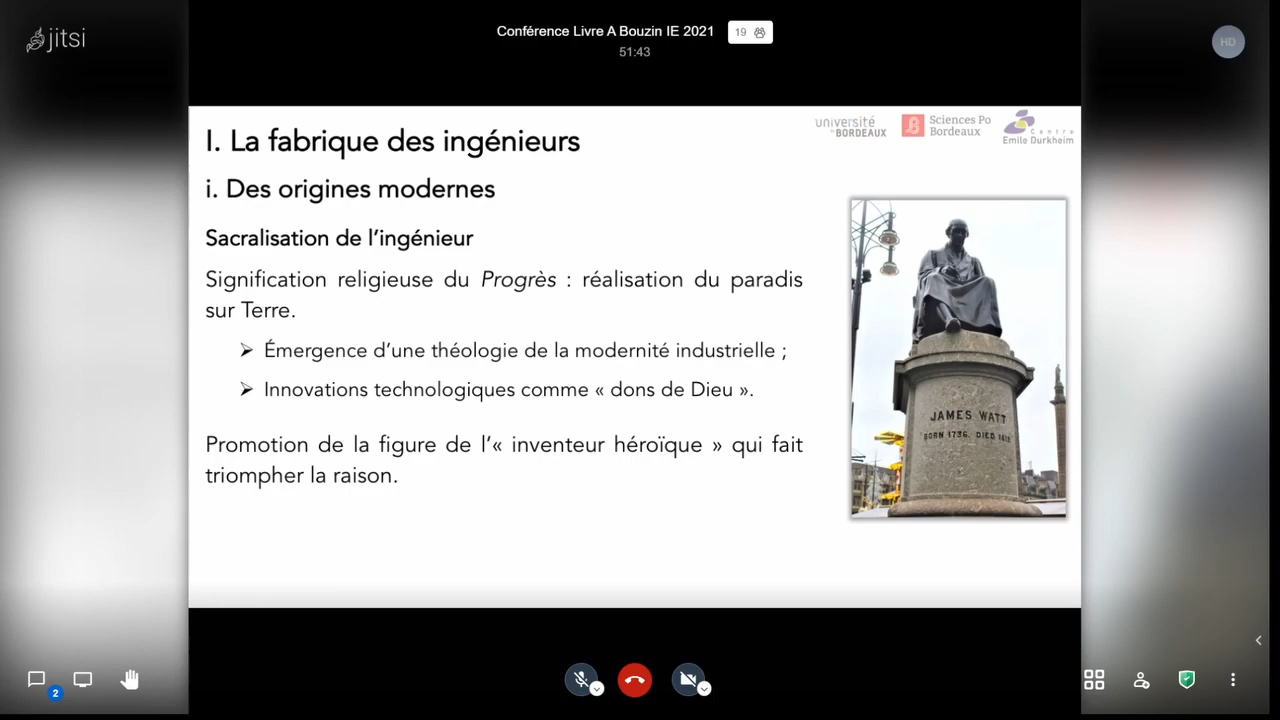 jitsi
Conférence Livre A Bouzin IE 2021
19
51:43
HD
université
de BORDEAUX
Sciences Po
Bordeaux
Centre
Emile Durkheim
I. La fabrique des ingénieurs
i. Des origines modernes
Sacralisation de l’ingénieur
Signification religieuse du Progrès : réalisation du paradis
sur Terre.
➢ Émergence d’une théologie de la modernité industrielle ;
➢ Innovations technologiques comme « dons de Dieu ».
Promotion de la figure de l’« inventeur héroïque » qui fait
triompher la raison.
JAMES WATT
BORN 1736. DIED
2